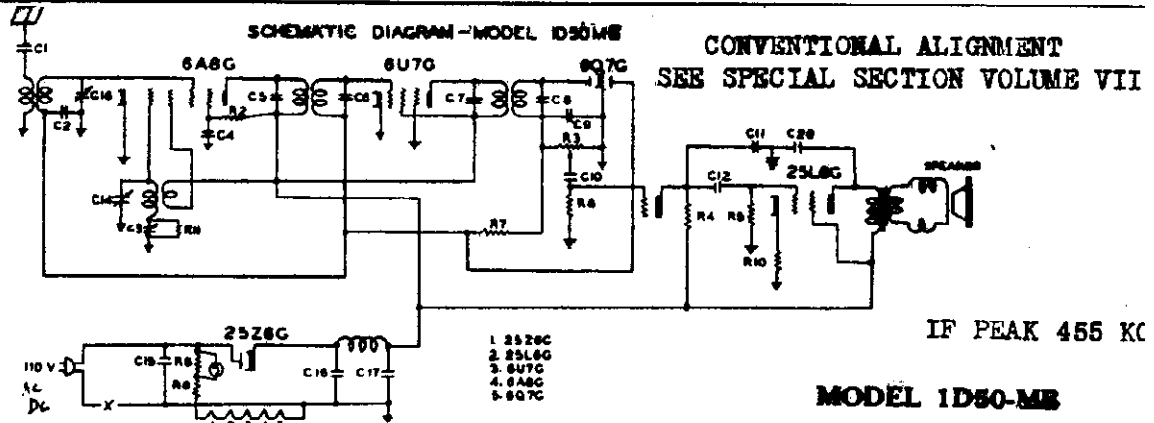 SCHEMATIC DIAGRAM-MODEL 1D50MB
CONVENTIONAL ALIGNMENT
SEE SPECIAL SECTION VOLUME VII
C1
6A8G
6U7G
6Q7G
C2
R2
C4
C5
C6
C7
C8
C9
R3
C10
R6
R7
C14
C3
R11
C11
C20
C12
25L6G
SPEAKER
R4
R5
R10
25Z6G
110 V
AC
DC
X
C15
C16
C17
1. 25Z6G
2. 25L6G
3. 6U7G
4. 6A8G
5. 6Q7G
IF PEAK 455 KC
MODEL 1D50-MB